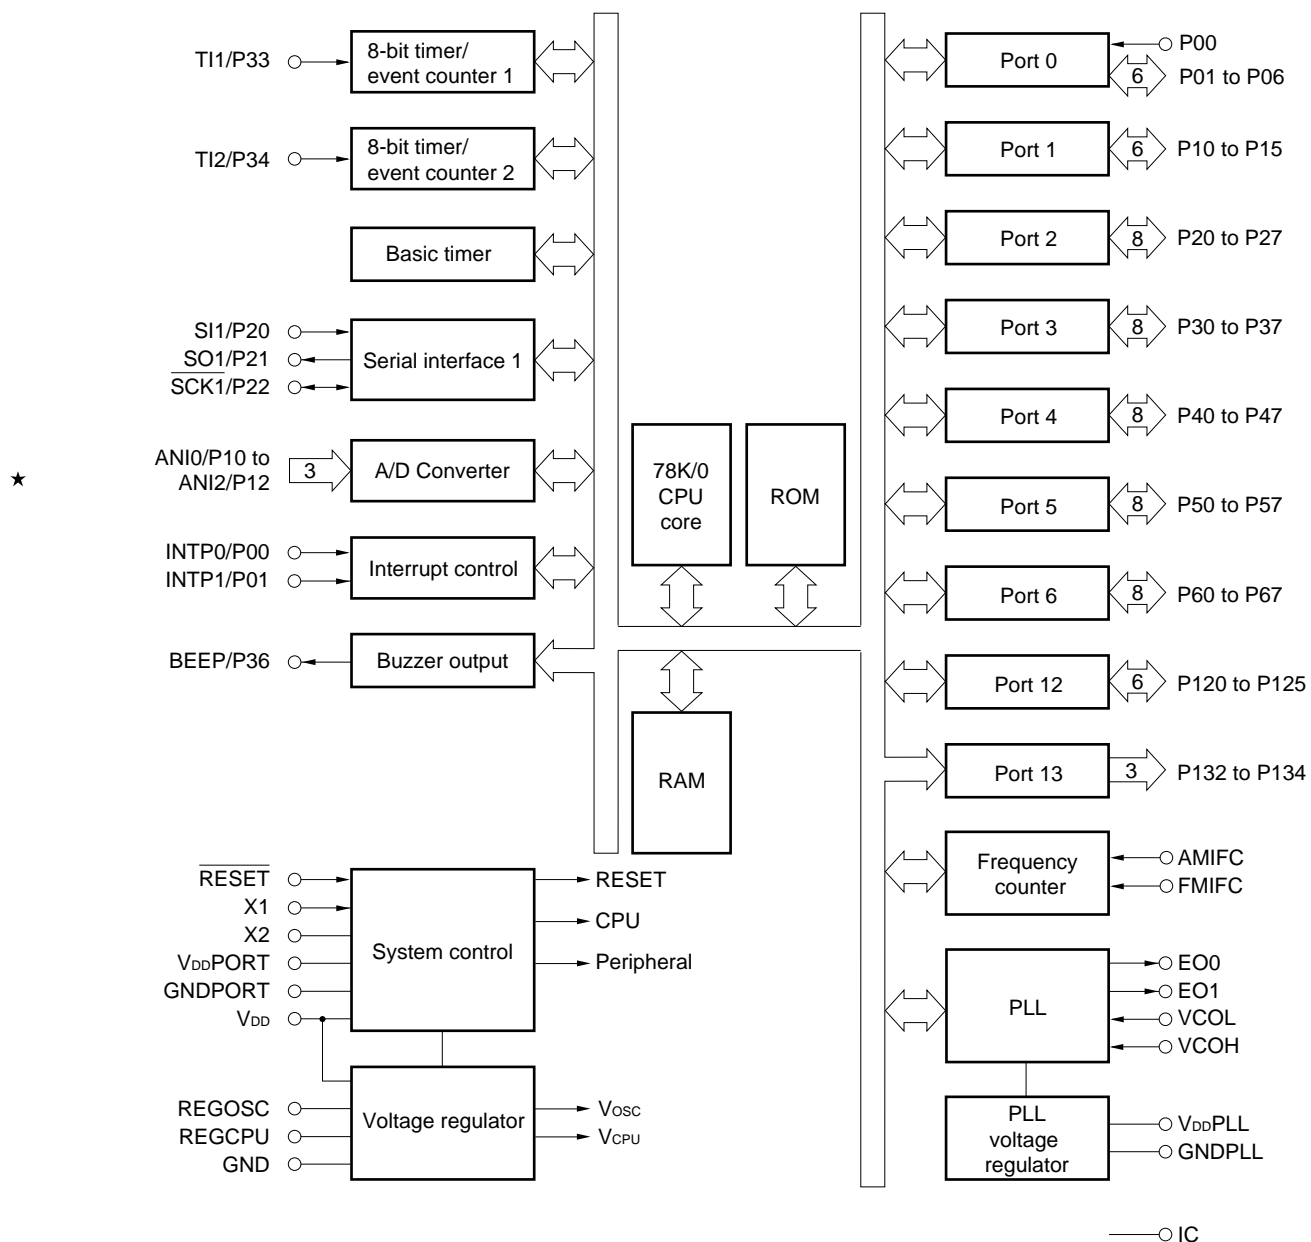 TI1/P33
8-bit timer/
event counter 1
TI2/P34
8-bit timer/
event counter 2
Basic timer
SI1/P20
SO1/P21
SCK1/P22
Serial interface 1
★
ANI0/P10 to
ANI2/P12
3
A/D Converter
INTP0/P00
INTP1/P01
Interrupt control
BEEP/P36
Buzzer output
78K/0
CPU
core
ROM
RAM
RESET
X1
X2
VDDPORT
GNDPORT
VDD
System control
RESET
CPU
Peripheral
REGOSC
REGCPU
GND
Voltage regulator
VOSC
VCPU
Port 0
P00
6
P01 to P06
Port 1
6
P10 to P15
Port 2
8
P20 to P27
Port 3
8
P30 to P37
Port 4
8
P40 to P47
Port 5
8
P50 to P57
Port 6
8
P60 to P67
Port 12
6
P120 to P125
Port 13
3
P132 to P134
Frequency
counter
AMIFC
FMIFC
PLL
EO0
EO1
VCOL
VCOH
PLL
voltage
regulator
VDDPLL
GNDPLL
IC